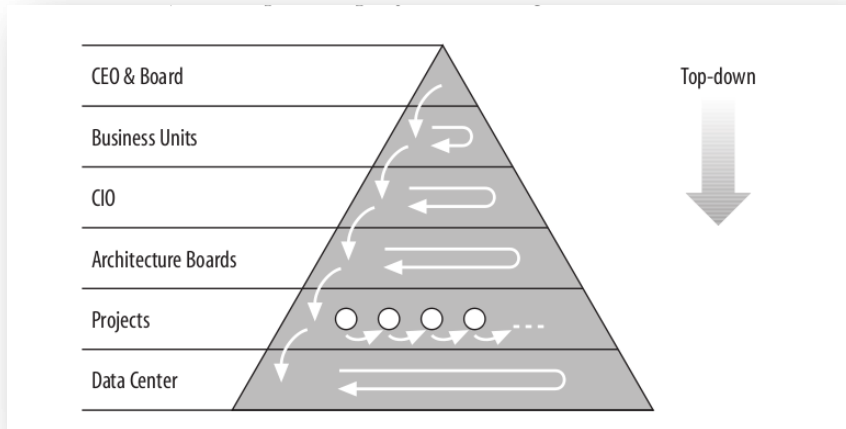 CEO & Board
Top-down
Business Units
CIO
Architecture Boards
Projects
Data Center